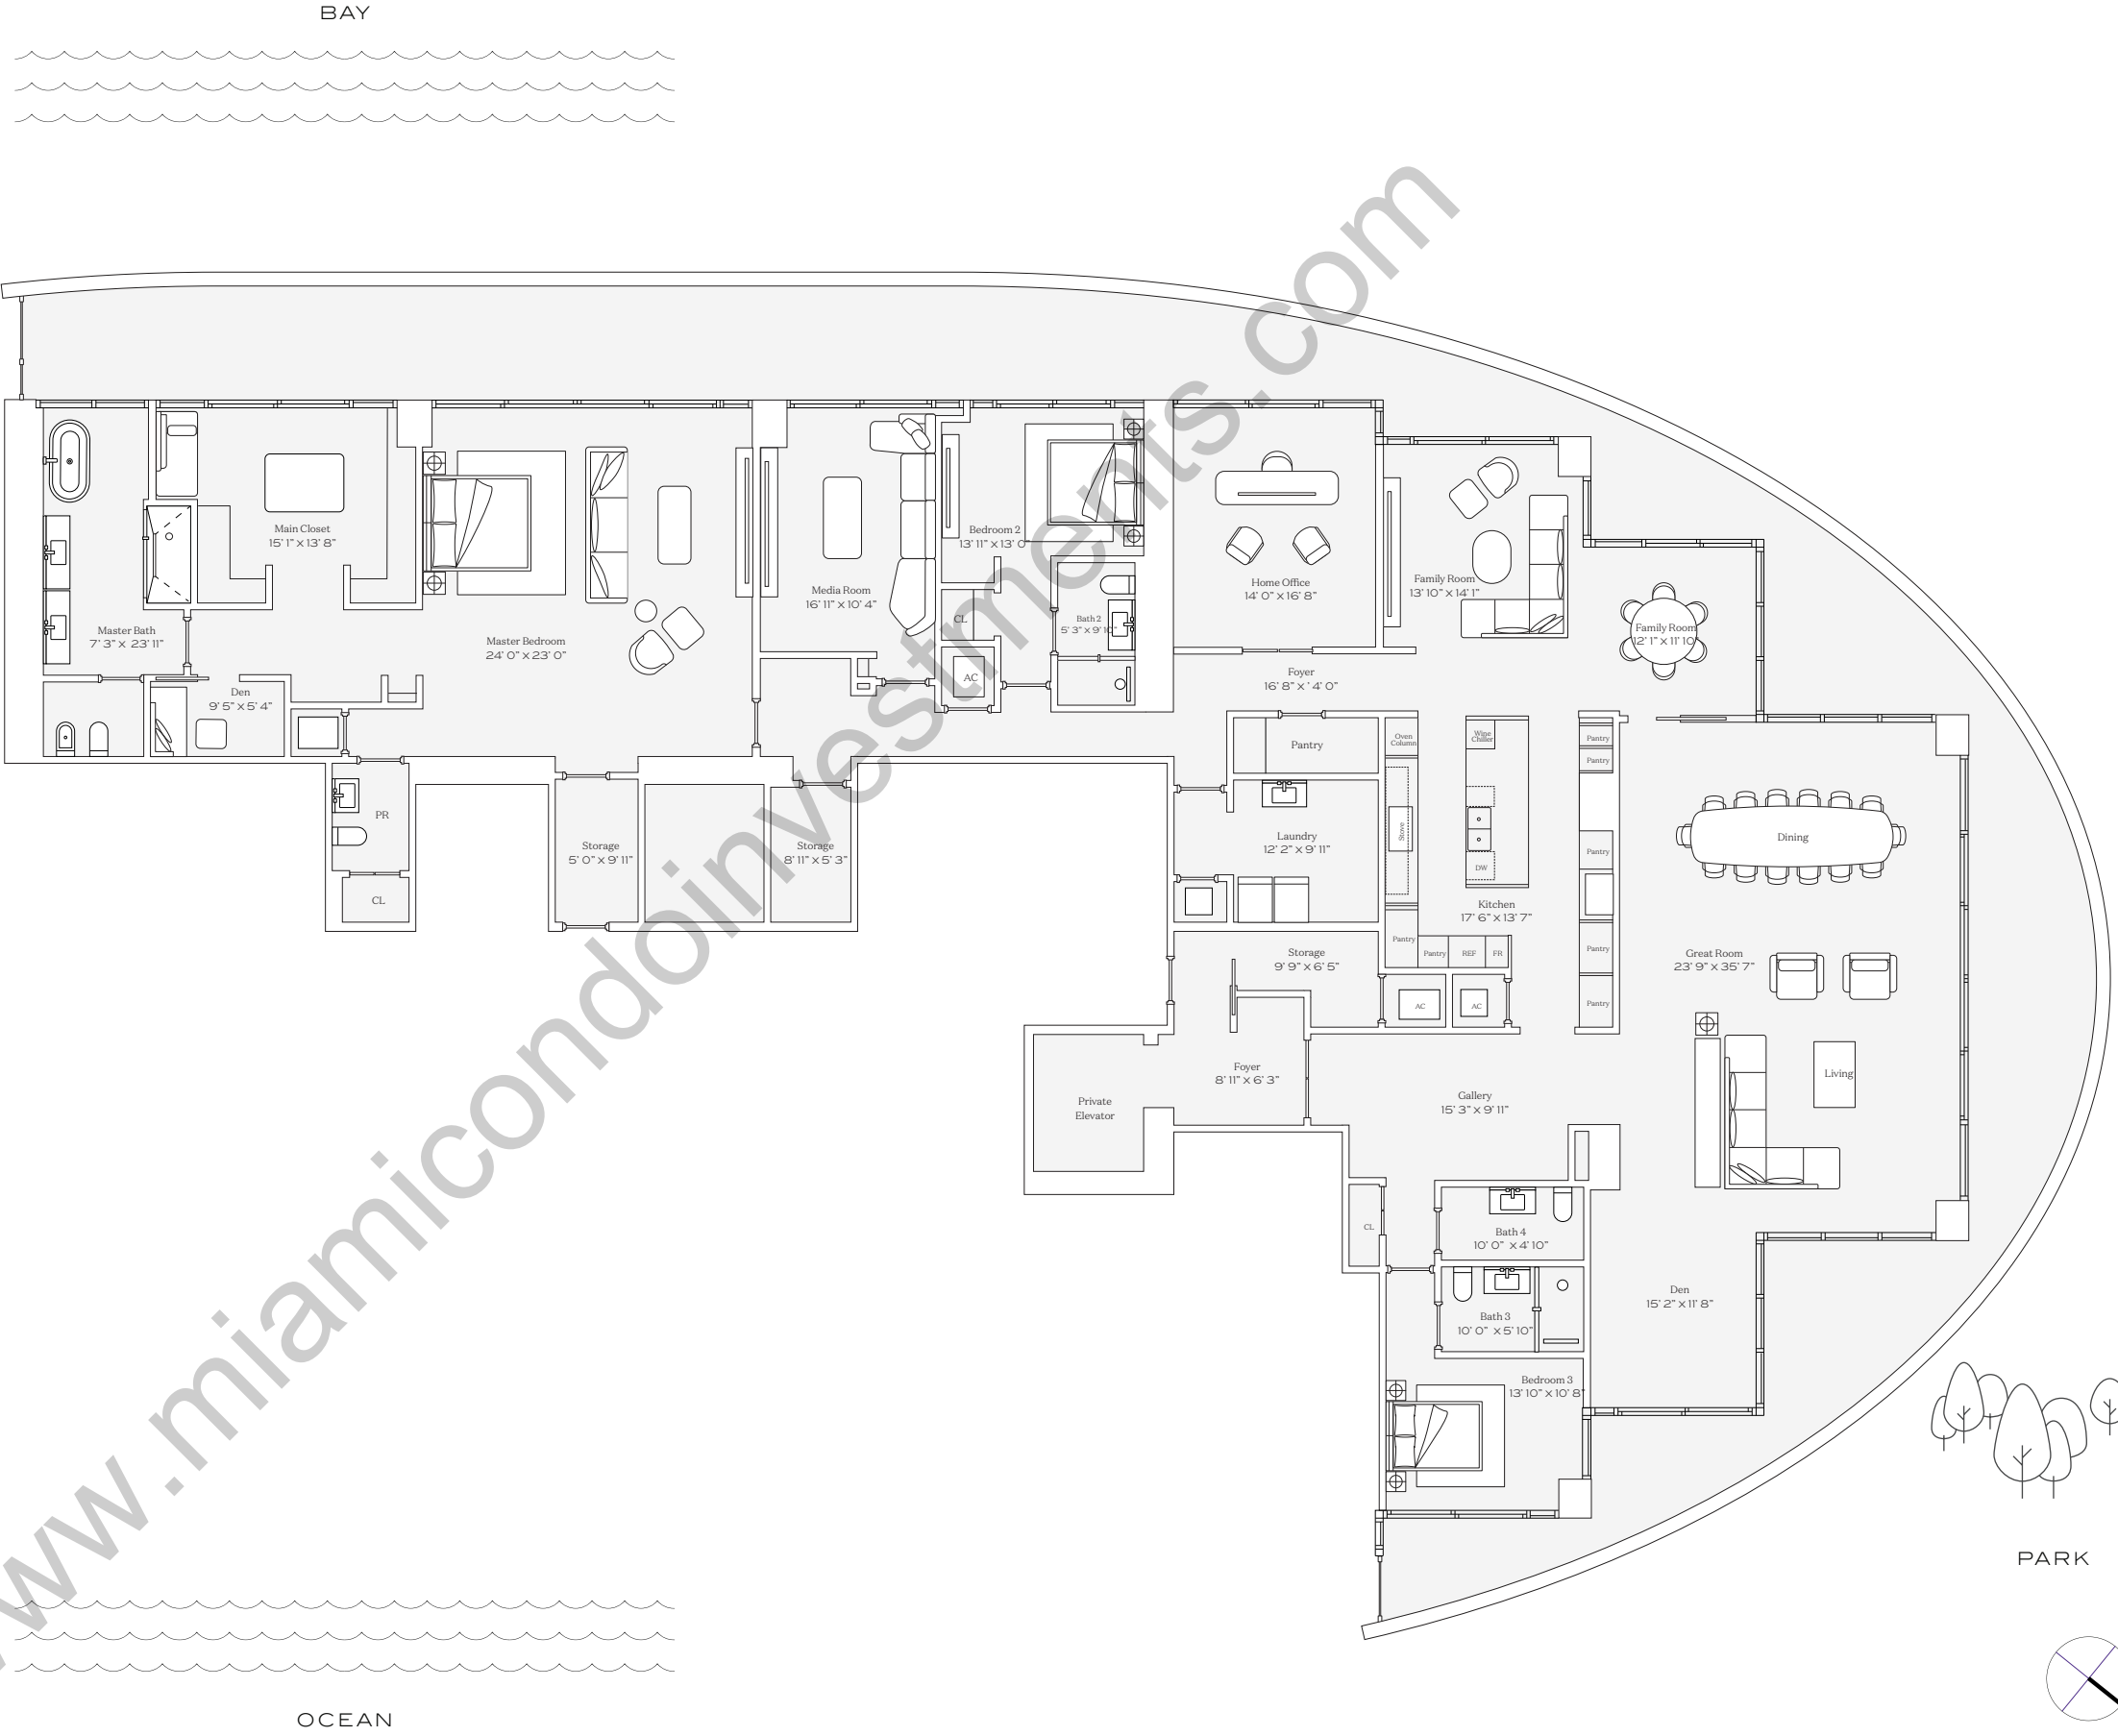 BAY
Main Closet
15' 1" x 13' 8"
Master Bath
7' 3" x 23' 11"
Den
9' 5" x 5' 4"
Master Bedroom
24' 0" x 23' 0"
Media Room
16' 11" x 10' 4"
Bedroom 2
13' 11" x 13' 0"
CL
AC
Bath 2
5' 3" x 9' 10"
Home Office
14' 0" x 16' 8"
Family Room
13' 10" x 14' 1"
Family Room
12' 1" x 11' 10"
Foyer
16' 8" x ' 4' 0"
Pantry
Oven
Column
Wine
Chiller
Pantry
Pantry
PR
CL
Storage
5' 0" x 9' 11"
Storage
8' 11" x 5' 3"
Laundry
12' 2" x 9' 11"
Stove
DW
Pantry
Dining
Kitchen
17' 6" x 13' 7"
Pantry
Pantry
REF
FR
Pantry
Pantry
Storage
9' 9" x 6' 5"
AC
AC
Great Room
23' 9" x 35' 7"
Living
Foyer
8' 11" x 6' 3"
Private
Elevator
Gallery
15' 3" x 9' 11"
CL
Bath 4
10' 0" x 4' 10"
Bath 3
10' 0" x 5' 10"
Den
15' 2" x 11' 8"
Bedroom 3
13' 10" x 10' 8"
PARK
OCEAN
www.miamicondoinvestments.com